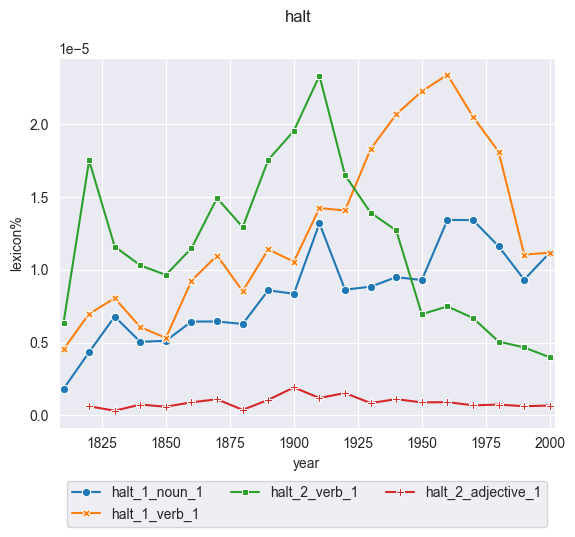 halt
1e−5
2.0
1.5
1.0
0.5
0.0
lexicon%
1825 1850 1875 1900 1925 1950 1975 2000
year
halt_1_noun_1 halt_2_verb_1 halt_2_adjective_1
halt_1_verb_1